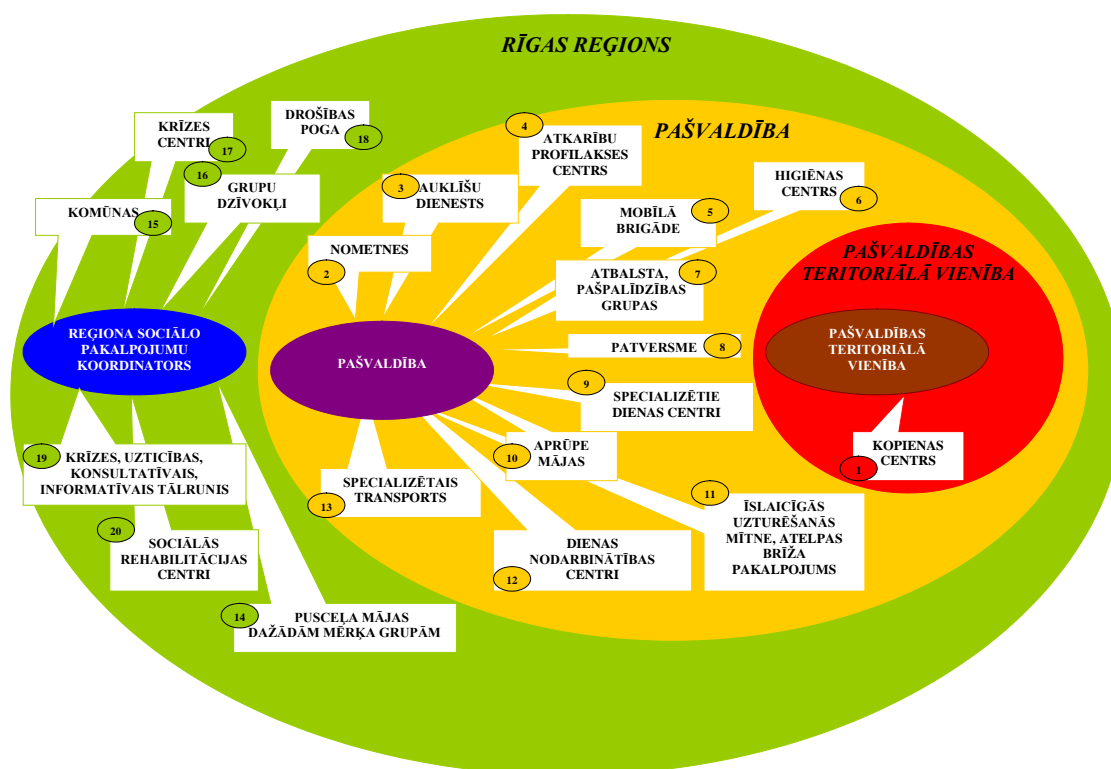 RĪGAS REĢIONS
PAŠVALDĪBA
PAŠVALDĪBAS
TERITORIĀLĀ VIENĪBA
KRĪZES
CENTRI
17
DROŠĪBAS
POGA
18
4
ATKARĪBU
PROFILAKSES
CENTRS
16
GRUPU
DZĪVOKĻI
3
AUKLĪŠU
DIENESTS
HIGIĒNAS
CENTRS
6
KOMŪNAS
15
MOBĪLĀ
BRIGĀDE
5
NOMETNES
2
ATBALSTA,
PAŠPALĪDZĪBAS
GRUPAS
7
REĢIONA SOCIĀLO
PAKALPOJUMU
KOORDINATORS
PAŠVALDĪBA
PATVERSME
8
PAŠVALDĪBAS
TERITORIĀLĀ
VIENĪBA
9
SPECIALIZĒTIE
DIENAS CENTRI
19
KRĪZES, UZTICĪBAS,
KONSULTATĪVAIS,
INFORMATĪVAIS TĀLRUNIS
13
SPECIALIZĒTAIS
TRANSPORTS
10
APRŪPE
MĀJAS
1
KOPIENAS
CENTRS
11
ĪSLAICĪGĀS
UZTURĒŠANĀS
MĪTNE, ATELPAS
BRĪŽA
PAKALPOJUMS
20
SOCIĀLĀS
REHABILITĀCIJAS
CENTRI
12
DIENAS
NODARBINĀTĪBAS
CENTRI
14
PUSCEĻA MĀJAS
DAŽĀDĀM MĒRĶA GRUPĀM